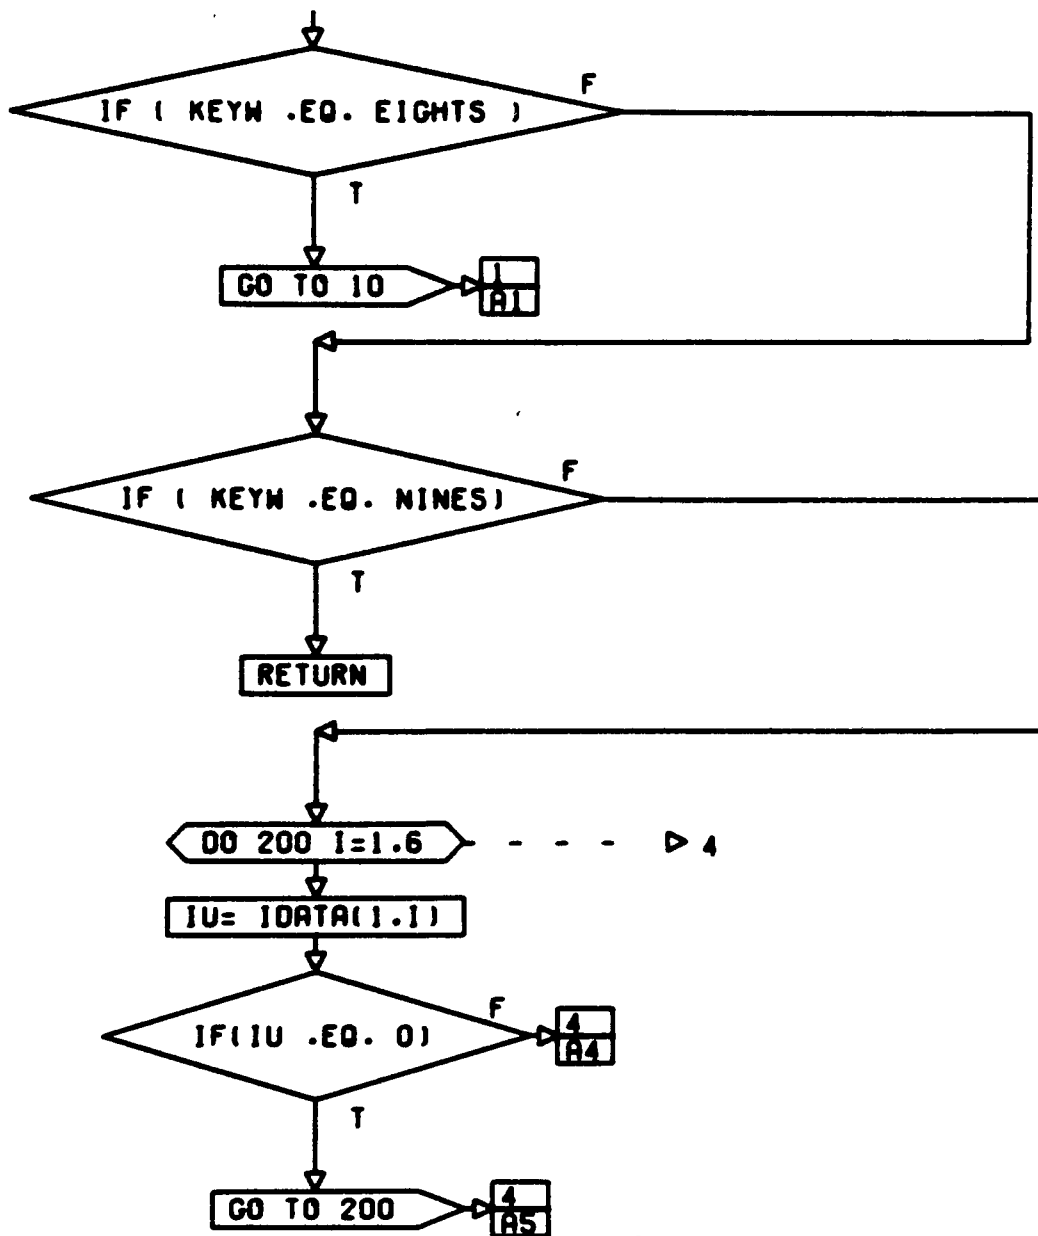 F
IF ( KEYW .EQ. EIGHTS )
T
GO TO 10
1
A1
F
IF ( KEYW .EQ. NINES)
T
RETURN
DO 200 I=1.6
4
IU= IDATA(1.I)
F
IF(IU .EQ. 0)
4
A4
T
GO TO 200
4
A5